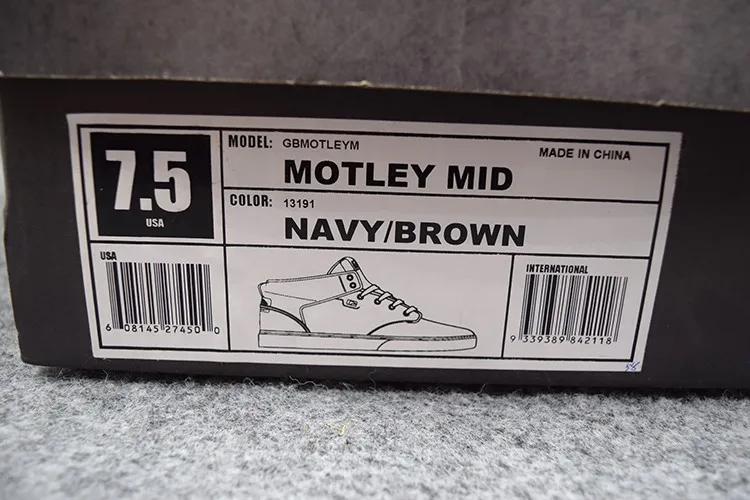 7.5
USA
MODEL: GBMOTLEYM
MADE IN CHINA
MOTLEY MID
COLOR: 13191
NAVY/BROWN
USA
6 08145 27450 0
INTERNATIONAL
9 339389 842118